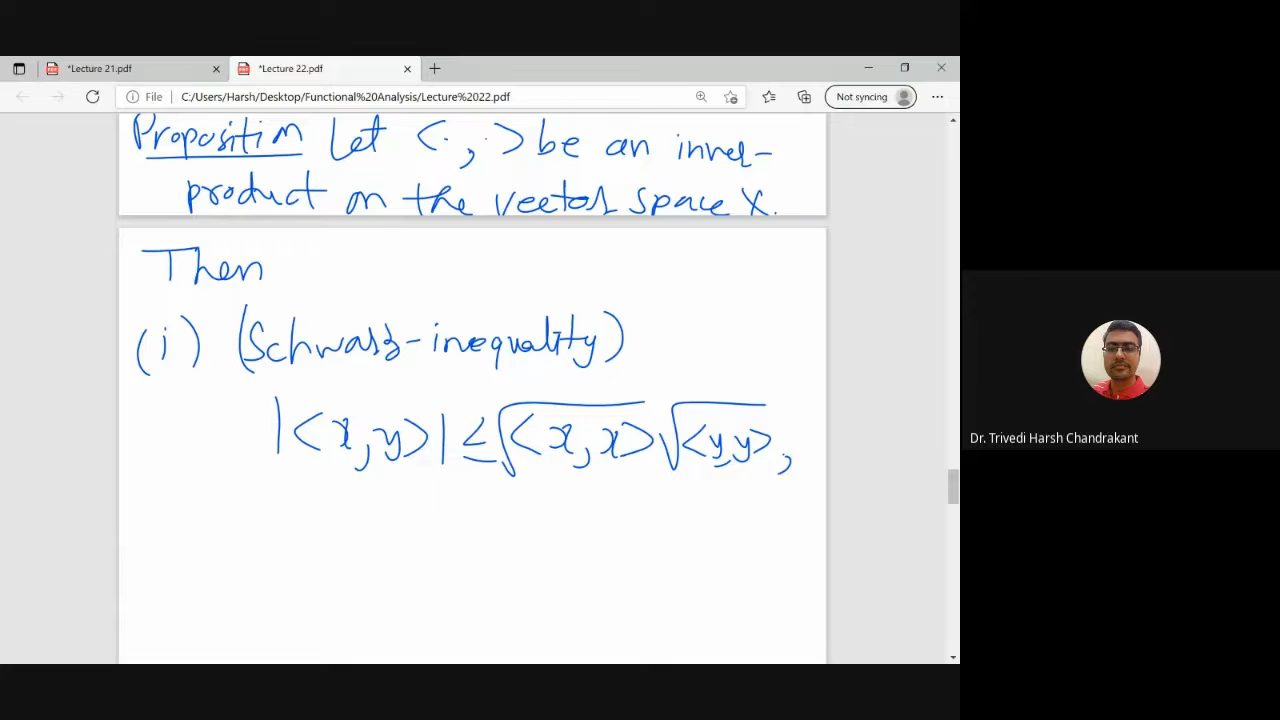 *Lecture 21.pdf
*Lecture 22.pdf
File
C:/Users/Harsh/Desktop/Functional%20Analysis/Lecture%2022.pdf
Not syncing
Proposition Let <·,·> be an inner-
product on the vector space X.
Then
(i) (Schwarz-inequality)
|<x,y>| ≤ √<x,x> √<y,y>,
Dr. Trivedi Harsh Chandrakant